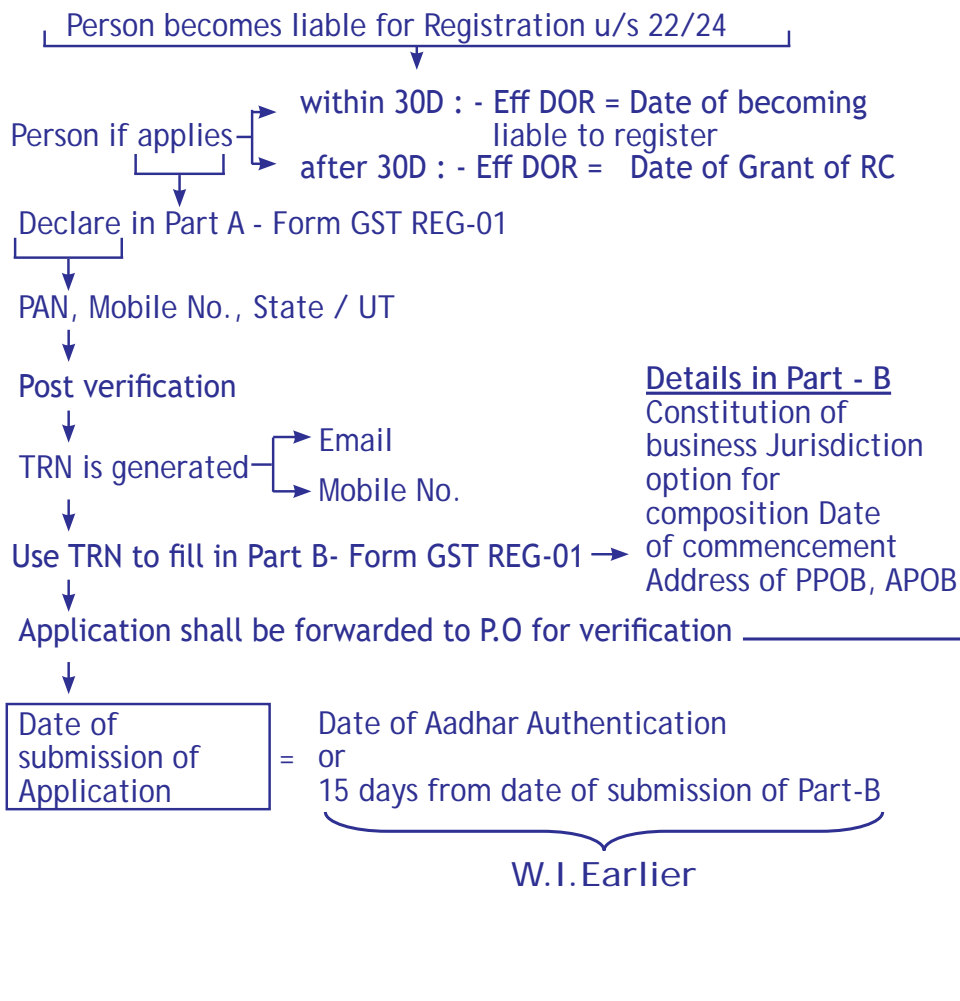 Person becomes liable for Registration u/s 22/24
within 30D : - Eff DOR = Date of becoming
liable to register
Person if applies
after 30D : - Eff DOR = Date of Grant of RC
Declare in Part A - Form GST REG-01
PAN, Mobile No., State / UT
Post verification
TRN is generated
Email
Mobile No.
Use TRN to fill in Part B- Form GST REG-01
Details in Part - B
Constitution of
business Jurisdiction
option for
composition Date
of commencement
Address of PPOB, APOB
Application shall be forwarded to P.O for verification
Date of
submission of
Application
=
Date of Aadhar Authentication
or
15 days from date of submission of Part-B
W.I.Earlier